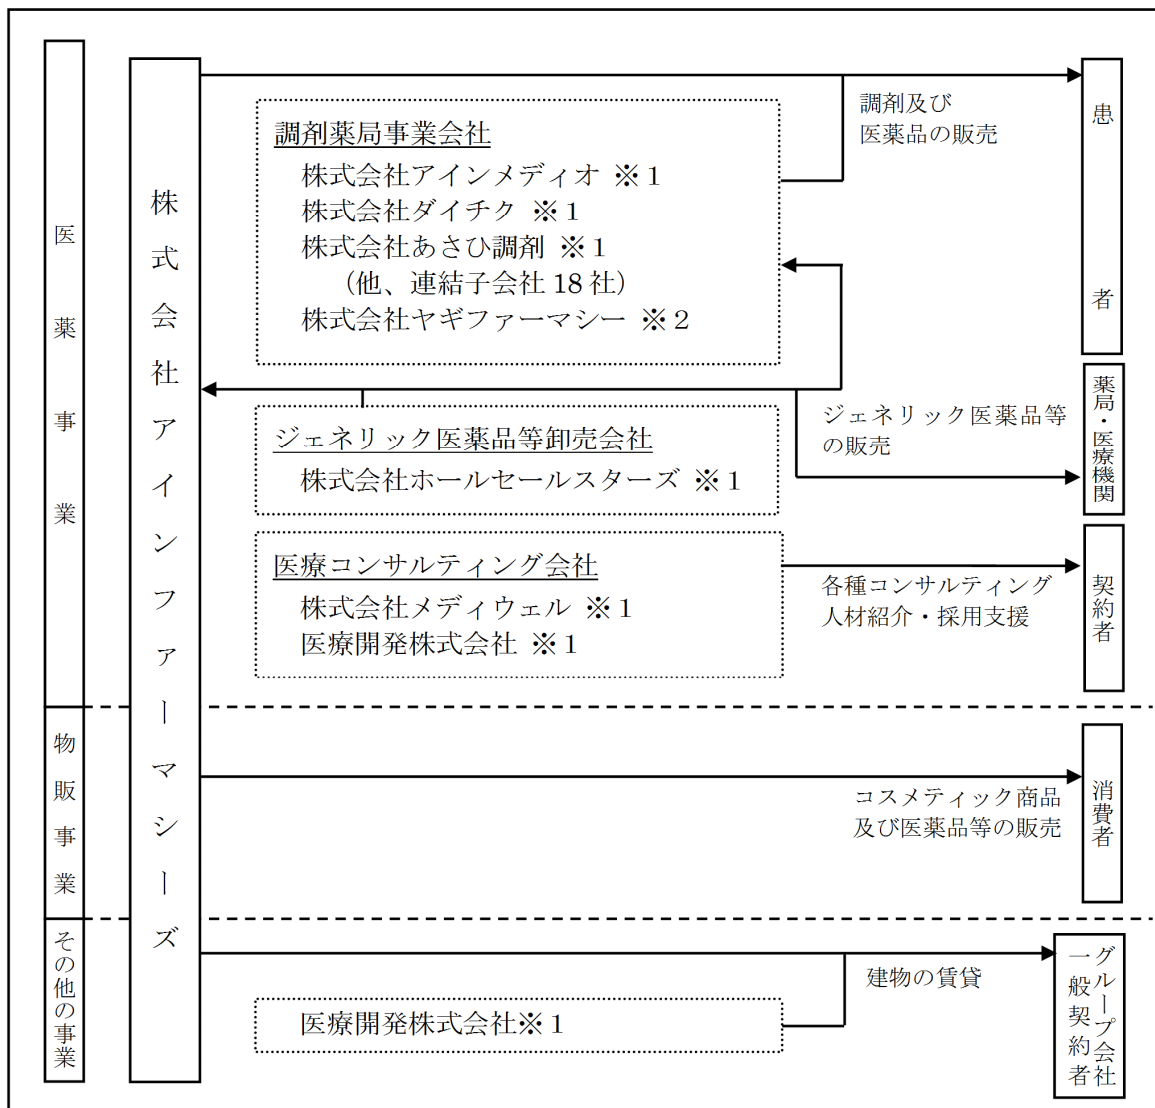 医薬事業
株式会社アインファーマシーズ
調剤薬局事業会社
株式会社アインメディオ ※1
株式会社ダイチク ※1
株式会社あさひ調剤 ※1
(他、連結子会社 18 社)
株式会社ヤギファーマシー ※2
調剤及び
医薬品の販売
患者
ジェネリック医薬品等卸売会社
株式会社ホールセールスターズ ※1
ジェネリック医薬品等
の販売
薬局・医療機関
医療コンサルティング会社
株式会社メディウェル ※1
医療開発株式会社 ※1
各種コンサルティング
人材紹介・採用支援
契約者
物販事業
コスメティック商品
及び医薬品等の販売
消費者
その他の事業
医療開発株式会社※1
建物の賃貸
グループ会社
一般契約者